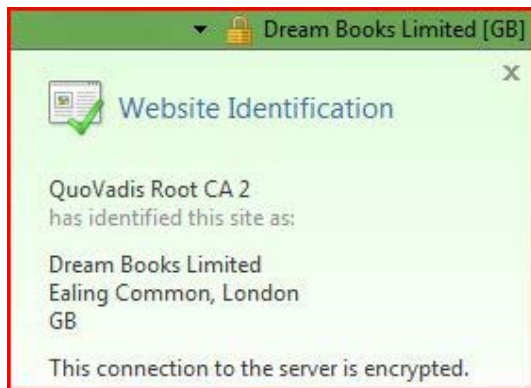 Dream Books Limited [GB]
Website Identification
QuoVadis Root CA 2
has identified this site as:
Dream Books Limited
Ealing Common, London
GB
This connection to the server is encrypted.